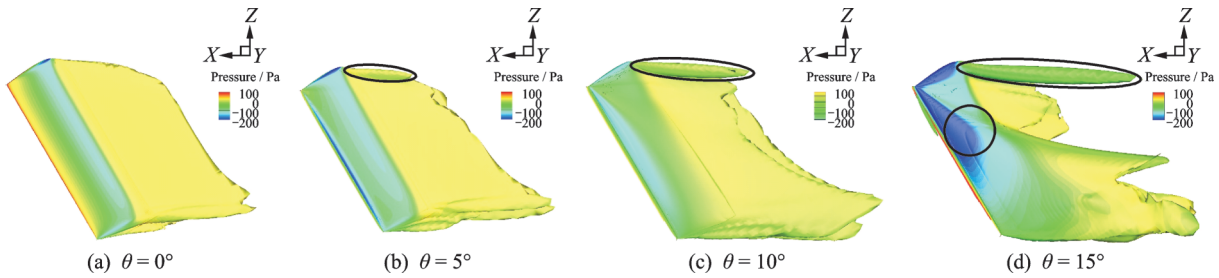 Z
X Y
Pressure / Pa
100
0
−100
−200
(a) θ = 0°
Z
X Y
Pressure / Pa
100
0
−100
−200
(b) θ = 5°
Z
X Y
Pressure / Pa
100
0
−100
−200
(c) θ = 10°
Z
X Y
Pressure / Pa
100
0
−100
−200
(d) θ = 15°